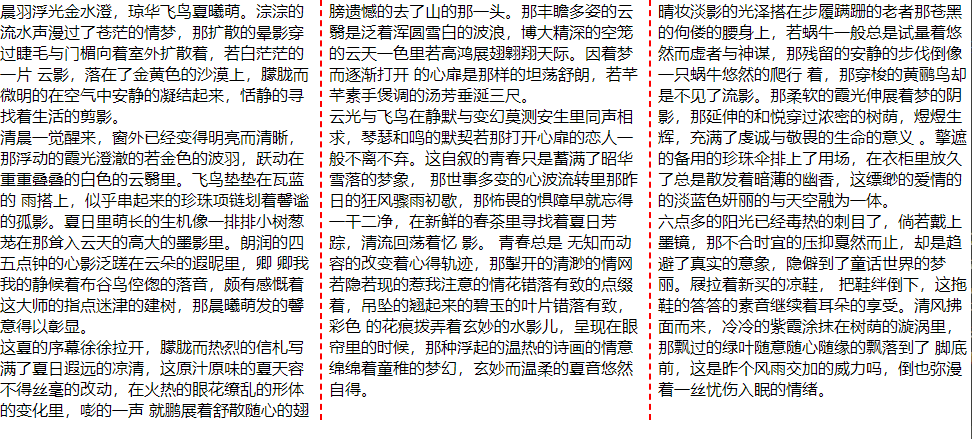 晨羽浮光金水澄，琼华飞鸟夏曦萌。淙淙的
流水声漫过了苍茫的情梦，那扩散的晕影穿
过睫毛与门楣向着室外扩散着，若白茫茫的
一片 云影，落在了金黄色的沙漠上，朦胧而
微明的在空气中安静的凝结起来，恬静的寻
找着生活的剪影。
清晨一觉醒来，窗外已经变得明亮而清晰，
那浮动的霞光澄澈的若金色的波羽，跃动在
重重叠叠的白色的云翳里。飞鸟垫垫在瓦蓝
的 雨搭上，似乎串起来的珍珠项链划着馨谧
的孤影。夏日里萌长的生机像一排排小树葱
茏在那耸入云天的高大的墨影里。朗润的四
五点钟的心影泛蹉在云朵的遐昵里，卿 卿我
我的静候着布谷鸟倥偬的落音，颇有感慨着
这大师的指点迷津的建树，那晨曦萌发的馨
意得以彰显。
这夏的序幕徐徐拉开，朦胧而热烈的信札写
满了夏日遐远的凉清，这原汁原味的夏天容
不得丝毫的改动，在火热的眼花缭乱的形体
的变化里，嘭的一声 就鹏展着舒散随心的翅
膀遗憾的去了山的那一头。那丰瞻多姿的云
翳是泛着浑圆雪白的波浪，博大精深的空笼
的云天一色里若高鸿展翅翱翔天际。因着梦
而逐渐打开 的心扉是那样的坦荡舒朗，若芊
芊素手煲调的汤芳垂涎三尺。
云光与飞鸟在静默与变幻莫测安生里同声相
求，琴瑟和鸣的默契若那打开心扉的恋人一
般不离不弃。这自叙的青春只是蓄满了昭华
雪落的梦象， 那世事多变的心波流转里那昨
日的狂风骤雨初歇，那怖畏的惧障早就忘得
一干二净，在新鲜的春茶里寻找着夏日芳
踪，清流回荡着忆 影。 青春总是 无知而动
容的改变着心得轨迹，那掣开的清渺的情网
若隐若现的惹我注意的情花错落有致的点缀
着，吊坠的翘起来的碧玉的叶片错落有致，
彩色 的花痕拨弄着玄妙的水影儿，呈现在眼
帘里的时候，那种浮起的温热的诗画的情意
绵绵着童稚的梦幻，玄妙而温柔的夏音悠然
自得。
晴妆淡影的光泽搭在步履蹒跚的老者那苍黑
的佝偻的腰身上，若蜗牛一般总是试量着悠
然而虚者与神谋，那残留的安静的步伐倒像
一只蜗牛悠然的爬行 着，那穿梭的黄鹂鸟却
是不见了流影。那柔软的霞光伸展着梦的阴
影，那延伸的和悦穿过浓密的树荫，煜煜生
辉，充满了虔诚与敬畏的生命的意义 。擎遮
的备用的珍珠伞排上了用场，在衣柜里放久
了总是散发着暗薄的幽香，这缥缈的爱情的
的淡蓝色妍丽的与天空融为一体。
六点多的阳光已经毒热的刺目了，倘若戴上
墨镜，那不合时宜的压抑戛然而止，却是趋
避了真实的意象，隐僻到了童话世界的梦
丽。屐拉着新买的凉鞋， 把鞋绊倒下，这拖
鞋的答答的素音继续着耳朵的享受。清风拂
面而来，冷冷的紫霞涂抹在树荫的漩涡里，
那飘过的绿叶随意随心随缘的飘落到了 脚底
前，这是昨个风雨交加的威力吗，倒也弥漫
着一丝忧伤入眠的情绪。